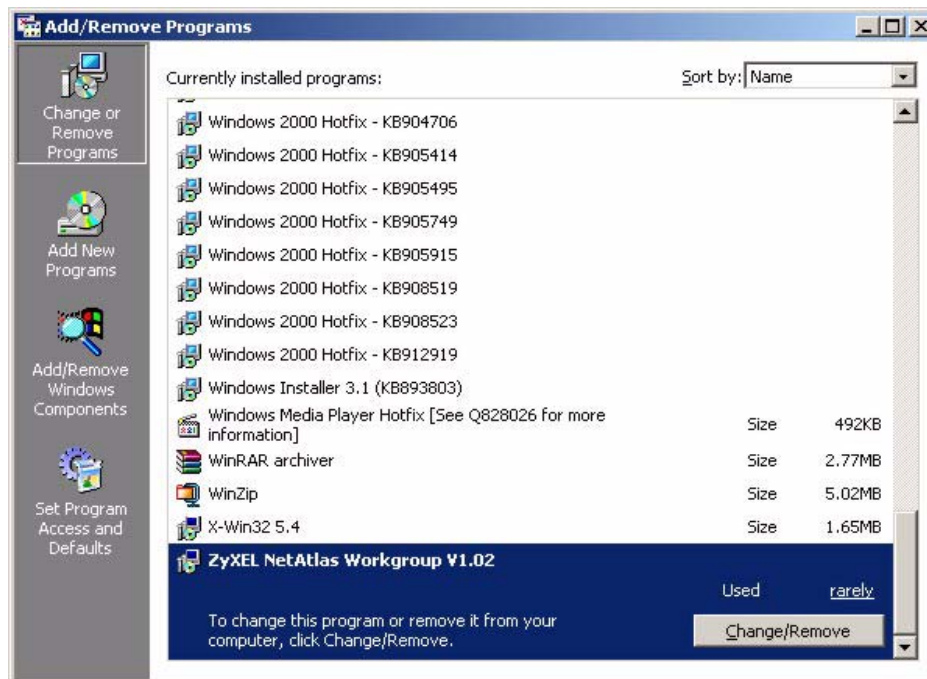 Add/Remove Programs
Change or
Remove
Programs
Add New
Programs
Add/Remove
Windows
Components
Set Program
Access and
Defaults
Currently installed programs:
Sort by: Name
Windows 2000 Hotfix - KB904706
Windows 2000 Hotfix - KB905414
Windows 2000 Hotfix - KB905495
Windows 2000 Hotfix - KB905749
Windows 2000 Hotfix - KB905915
Windows 2000 Hotfix - KB908519
Windows 2000 Hotfix - KB908523
Windows 2000 Hotfix - KB912919
Windows Installer 3.1 (KB893803)
Windows Media Player Hotfix [See Q828026 for more
information]
Size 492KB
WinRAR archiver Size 2.77MB
WinZip Size 5.02MB
X-Win32 5.4 Size 1.65MB
ZyXEL NetAtlas Workgroup V1.02
Used rarely
To change this program or remove it from your
computer, click Change/Remove.
Change/Remove